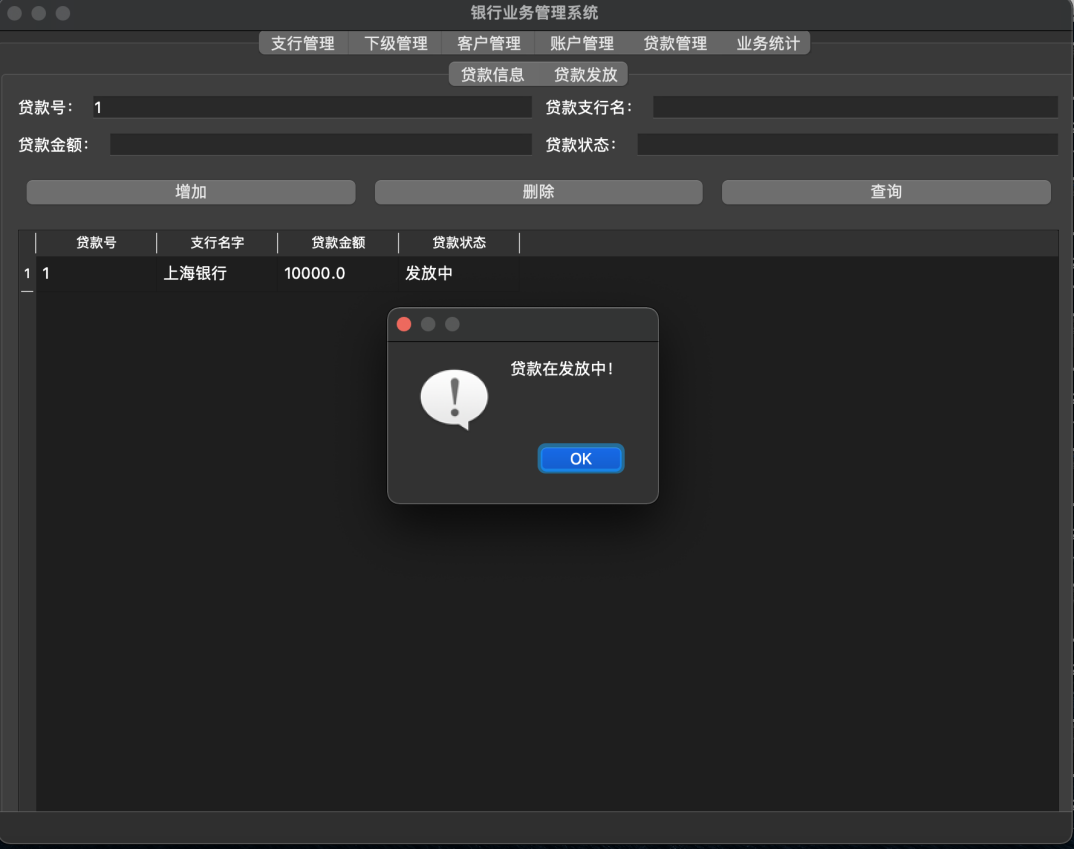 银行业务管理系统
支行管理 下级管理 客户管理 账户管理 贷款管理 业务统计
贷款信息 贷款发放
贷款号： 1 贷款支行名：
贷款金额： 贷款状态：
增加 删除 查询
贷款号 支行名字 贷款金额 贷款状态
1 1 上海银行 10000.0 发放中
贷款在发放中！
OK